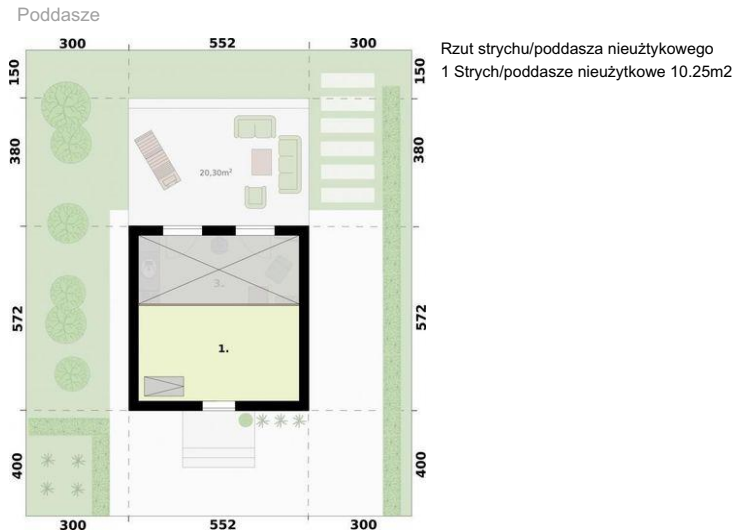 Poddasze
300 552 300
Rzut strychu/poddasza nieużtykowego
1 Strych/poddasze nieużytkowe 10.25m2
150 150
380 380
20,30m²
3.
572 572
1.
400 400
300 552 300